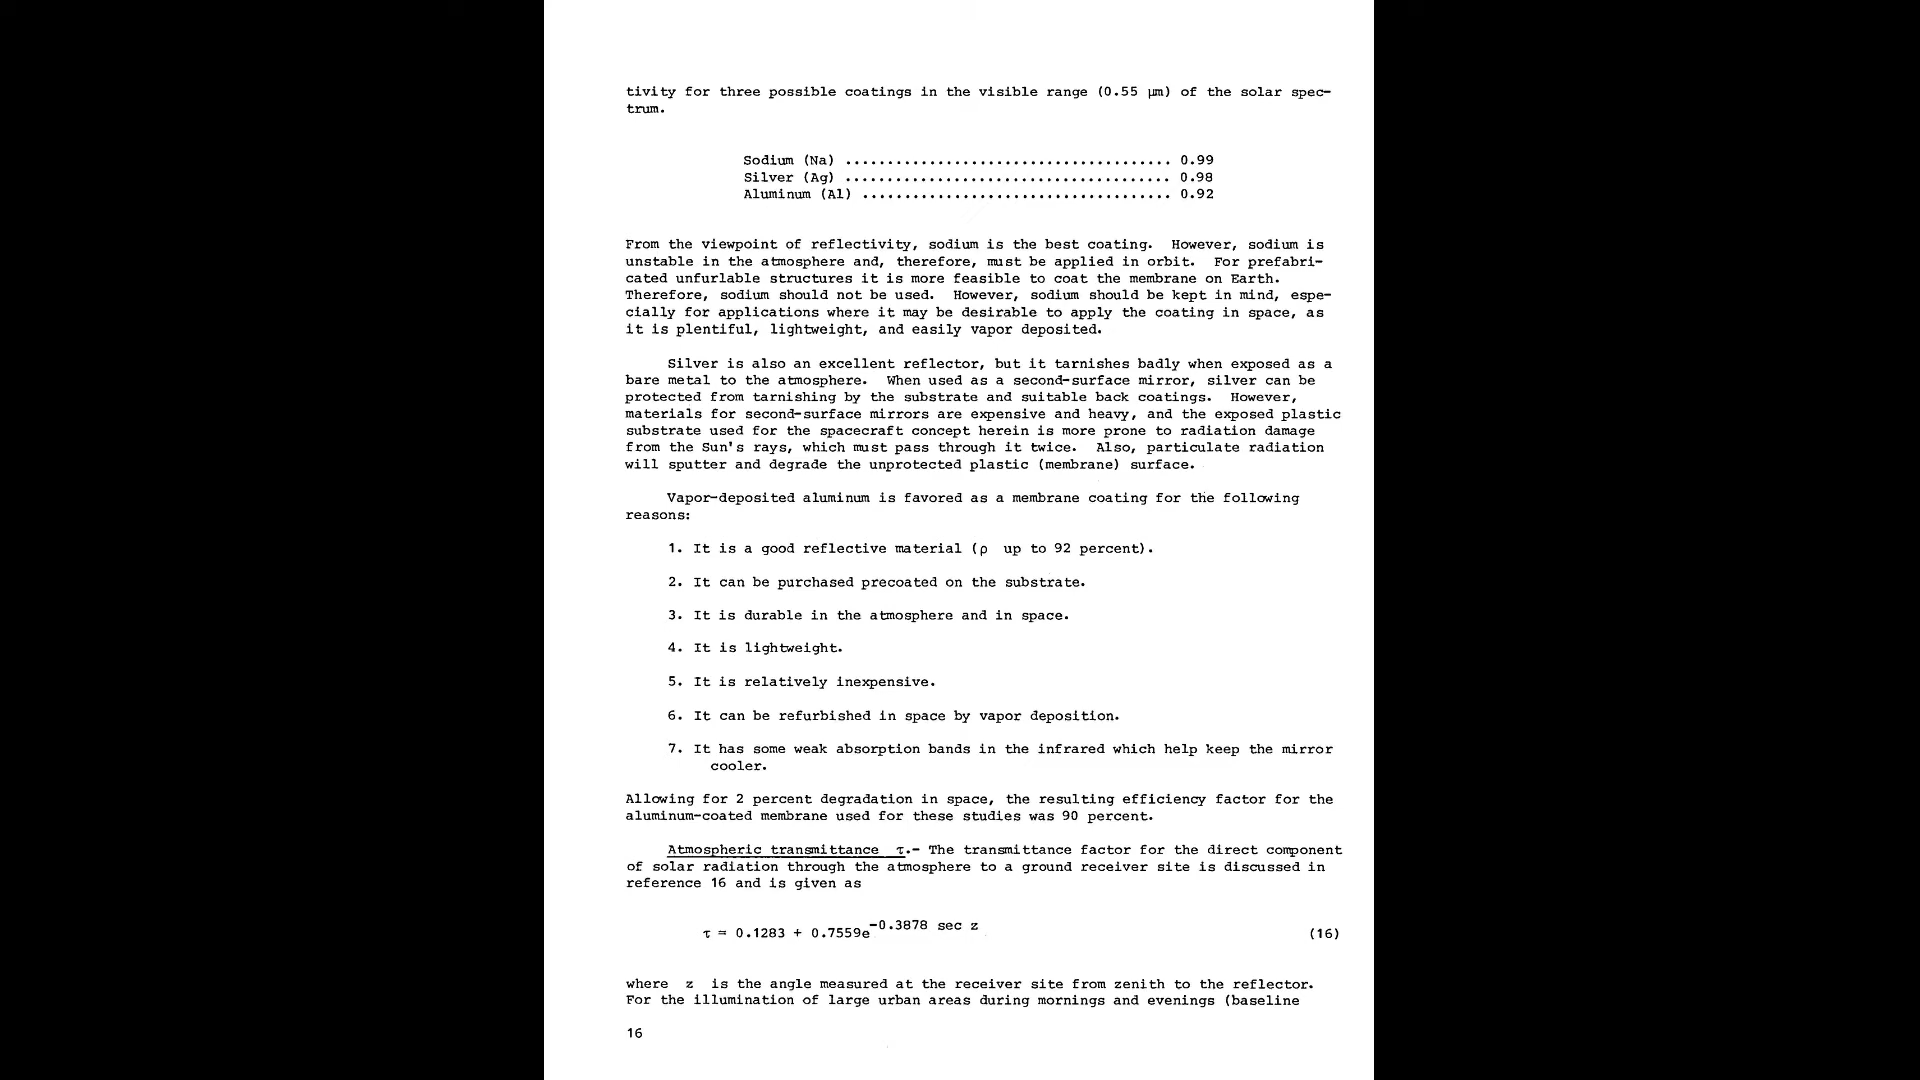 tivity for three possible coatings in the visible range (0.55 μm) of the solar spec-
trum.
Sodium (Na) ....................................... 0.99
Silver (Ag) ....................................... 0.98
Aluminum (Al) ..................................... 0.92
From the viewpoint of reflectivity, sodium is the best coating. However, sodium is
unstable in the atmosphere and, therefore, must be applied in orbit. For prefabri-
cated unfurlable structures it is more feasible to coat the membrane on Earth.
Therefore, sodium should not be used. However, sodium should be kept in mind, espe-
cially for applications where it may be desirable to apply the coating in space, as
it is plentiful, lightweight, and easily vapor deposited.
Silver is also an excellent reflector, but it tarnishes badly when exposed as a
bare metal to the atmosphere. When used as a second-surface mirror, silver can be
protected from tarnishing by the substrate and suitable back coatings. However,
materials for second-surface mirrors are expensive and heavy, and the exposed plastic
substrate used for the spacecraft concept herein is more prone to radiation damage
from the Sun's rays, which must pass through it twice. Also, particulate radiation
will sputter and degrade the unprotected plastic (membrane) surface.
Vapor-deposited aluminum is favored as a membrane coating for the following
reasons:
1. It is a good reflective material (ρ up to 92 percent).
2. It can be purchased precoated on the substrate.
3. It is durable in the atmosphere and in space.
4. It is lightweight.
5. It is relatively inexpensive.
6. It can be refurbished in space by vapor deposition.
7. It has some weak absorption bands in the infrared which help keep the mirror
cooler.
Allowing for 2 percent degradation in space, the resulting efficiency factor for the
aluminum-coated membrane used for these studies was 90 percent.
Atmospheric transmittance τ.- The transmittance factor for the direct component
of solar radiation through the atmosphere to a ground receiver site is discussed in
reference 16 and is given as
τ = 0.1283 + 0.7559e^-0.3878 sec z (16)
where z is the angle measured at the receiver site from zenith to the reflector.
For the illumination of large urban areas during mornings and evenings (baseline
16